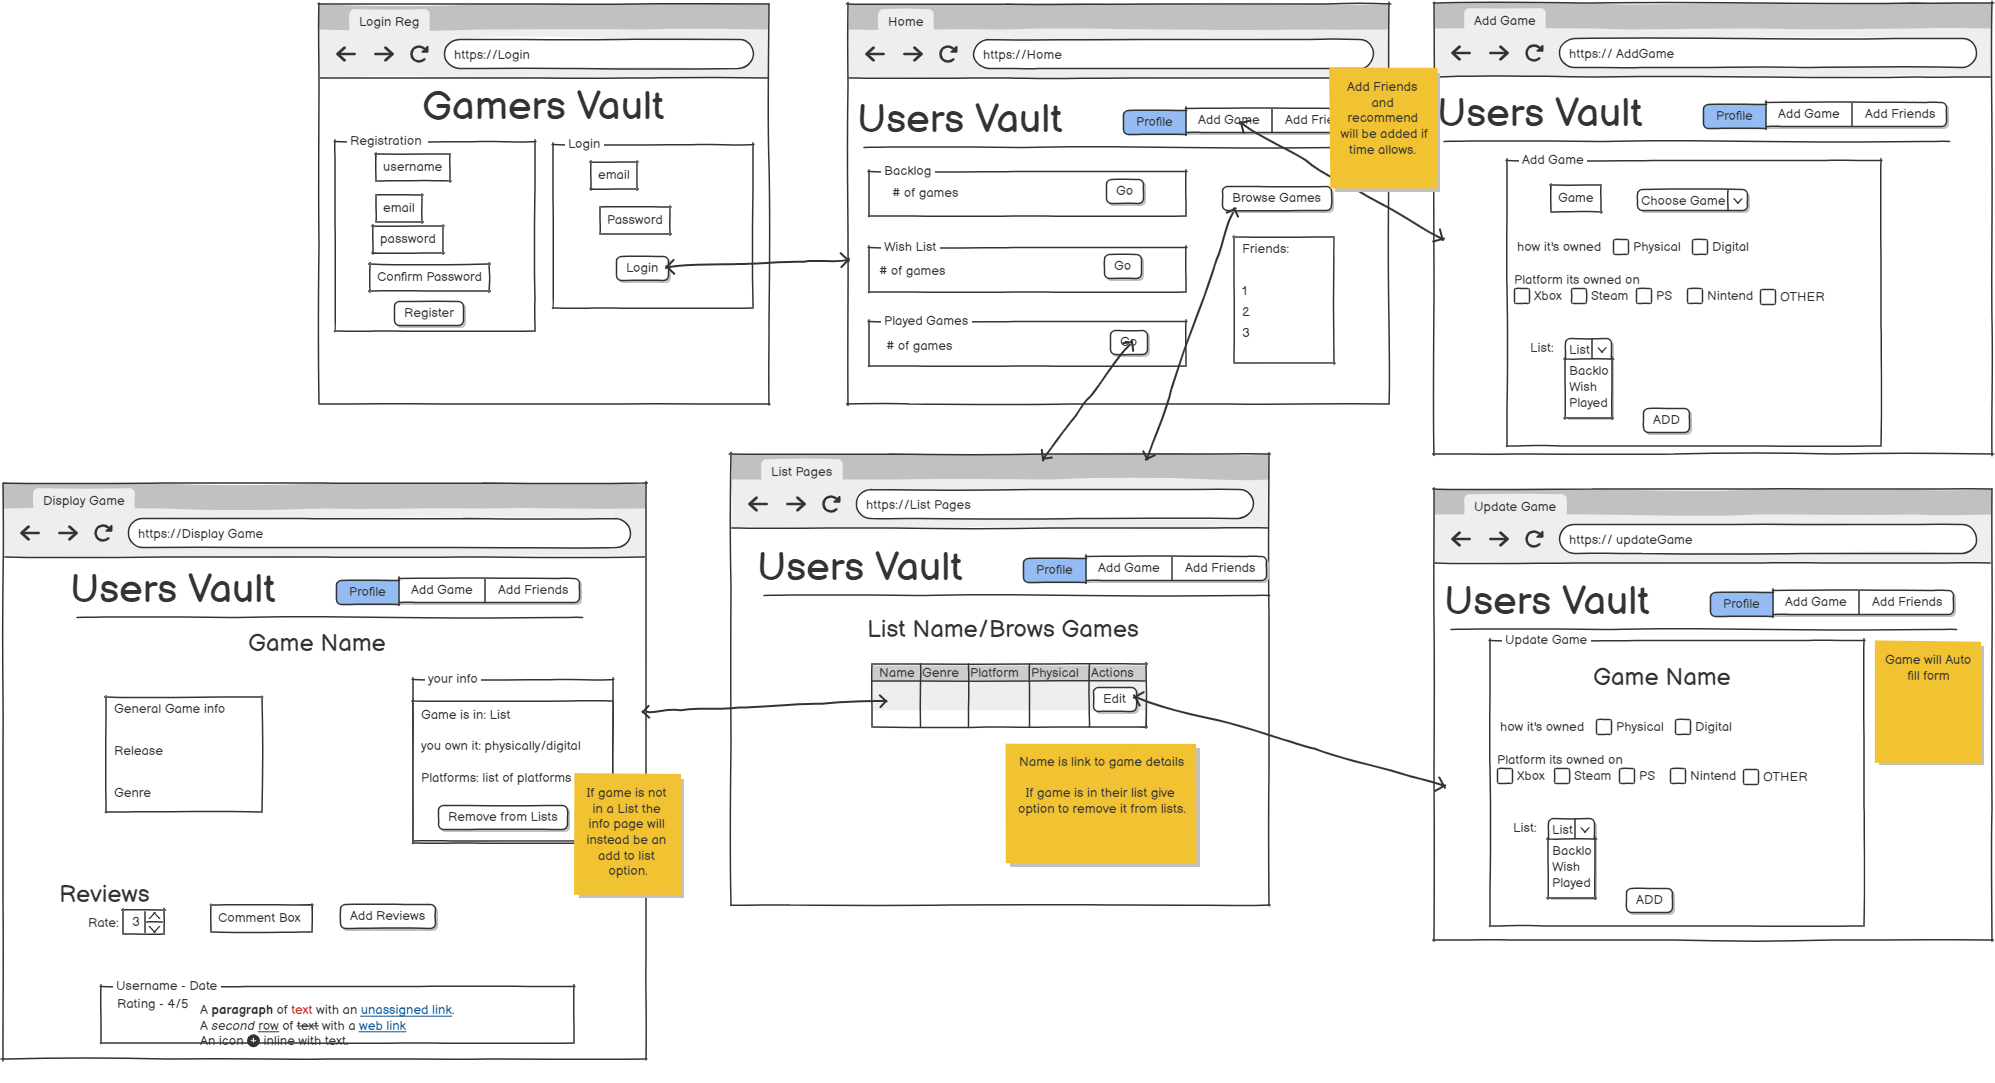 Login Reg
https://Login
Gamers Vault
Registration
username
email
password
Confirm Password
Register
Login
email
Password
Login
Home
https://Home
Users Vault
Profile
Add Game
Add Frie
Backlog
# of games
Go
Wish List
# of games
Go
Played Games
# of games
Go
Browse Games
Friends:
1
2
3
Add Friends
and
recommend
will be added if
time allows.
Add Game
https:// AddGame
Users Vault
Profile
Add Game
Add Friends
Add Game
Game
Choose Game
how it's owned
Physical
Digital
Platform its owned on
Xbox
Steam
PS
Nintend
OTHER
List:
List
Backlo
Wish
Played
ADD
Display Game
https://Display Game
Users Vault
Profile
Add Game
Add Friends
Game Name
General Game info
Release
Genre
your info
Game is in: List
you own it: physically/digital
Platforms: list of platforms
Remove from Lists
If game is not
in a List the
info page will
instead be an
add to list
option.
Reviews
Rate:
3
Comment Box
Add Reviews
Username - Date
Rating - 4/5
A paragraph of text with an unassigned link.
A second row of text with a web link
An icon inline with text.
List Pages
https://List Pages
Users Vault
Profile
Add Game
Add Friends
List Name/Brows Games
Name
Genre
Platform
Physical
Actions
Edit
Name is link to game details
If game is in their list give
option to remove it from lists.
Update Game
https:// updateGame
Users Vault
Profile
Add Game
Add Friends
Update Game
Game Name
how it's owned
Physical
Digital
Platform its owned on
Xbox
Steam
PS
Nintend
OTHER
List:
List
Backlo
Wish
Played
ADD
Game will Auto
fill form